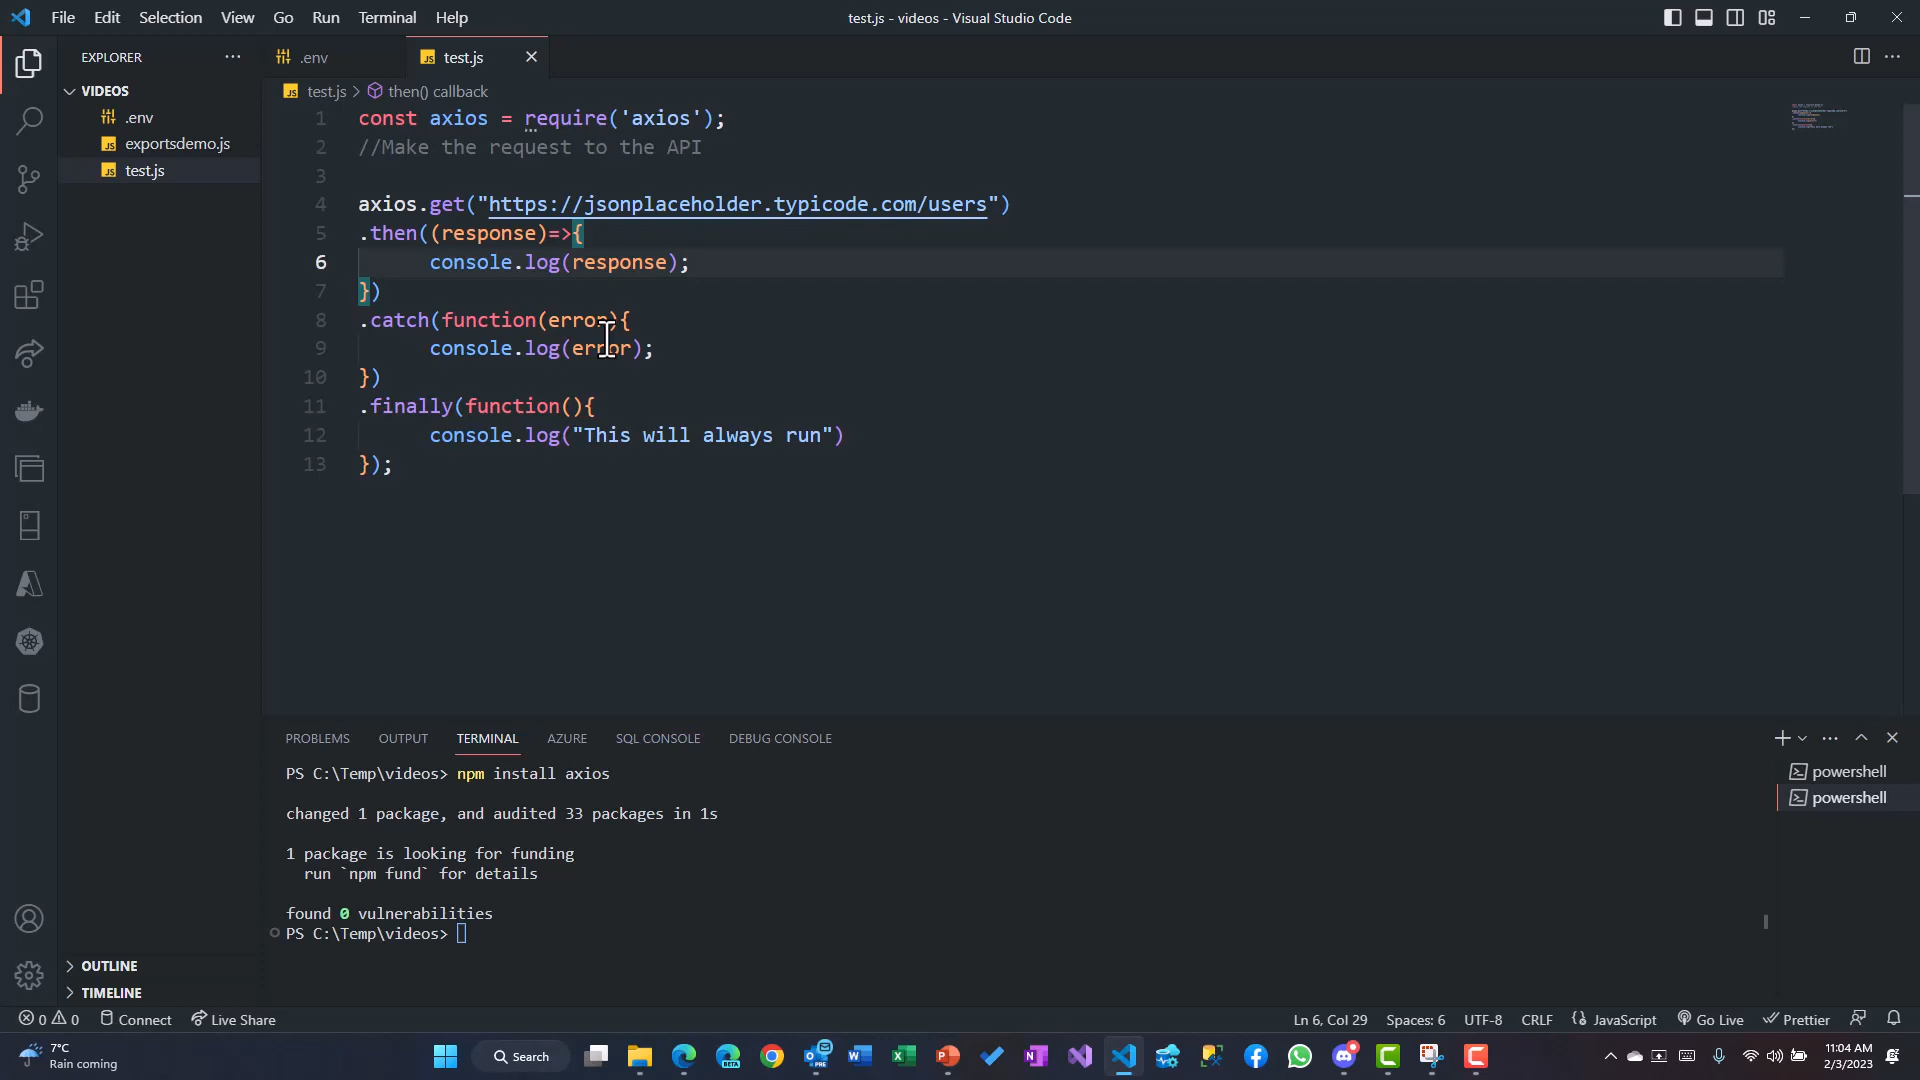 File Edit Selection View Go Run Terminal Help
test.js - videos - Visual Studio Code
EXPLORER
VIDEOS
.env
exportsdemo.js
test.js
OUTLINE
TIMELINE
.env
test.js
test.js > then() callback
1 const axios = require('axios');
2 //Make the request to the API
3
4 axios.get("https://jsonplaceholder.typicode.com/users")
5 .then((response)=>{
6 console.log(response);
7 })
8 .catch(function(error){
9 console.log(error);
10 })
11 .finally(function(){
12 console.log("This will always run")
13 });
PROBLEMS OUTPUT TERMINAL AZURE SQL CONSOLE DEBUG CONSOLE
PS C:\Temp\videos> npm install axios
changed 1 package, and audited 33 packages in 1s
1 package is looking for funding
run `npm fund` for details
found 0 vulnerabilities
PS C:\Temp\videos>
powershell
powershell
0 0 Connect Live Share
Ln 6, Col 29 Spaces: 6 UTF-8 CRLF JavaScript Go Live Prettier
7°C
Rain coming
Search
11:04 AM
2/3/2023